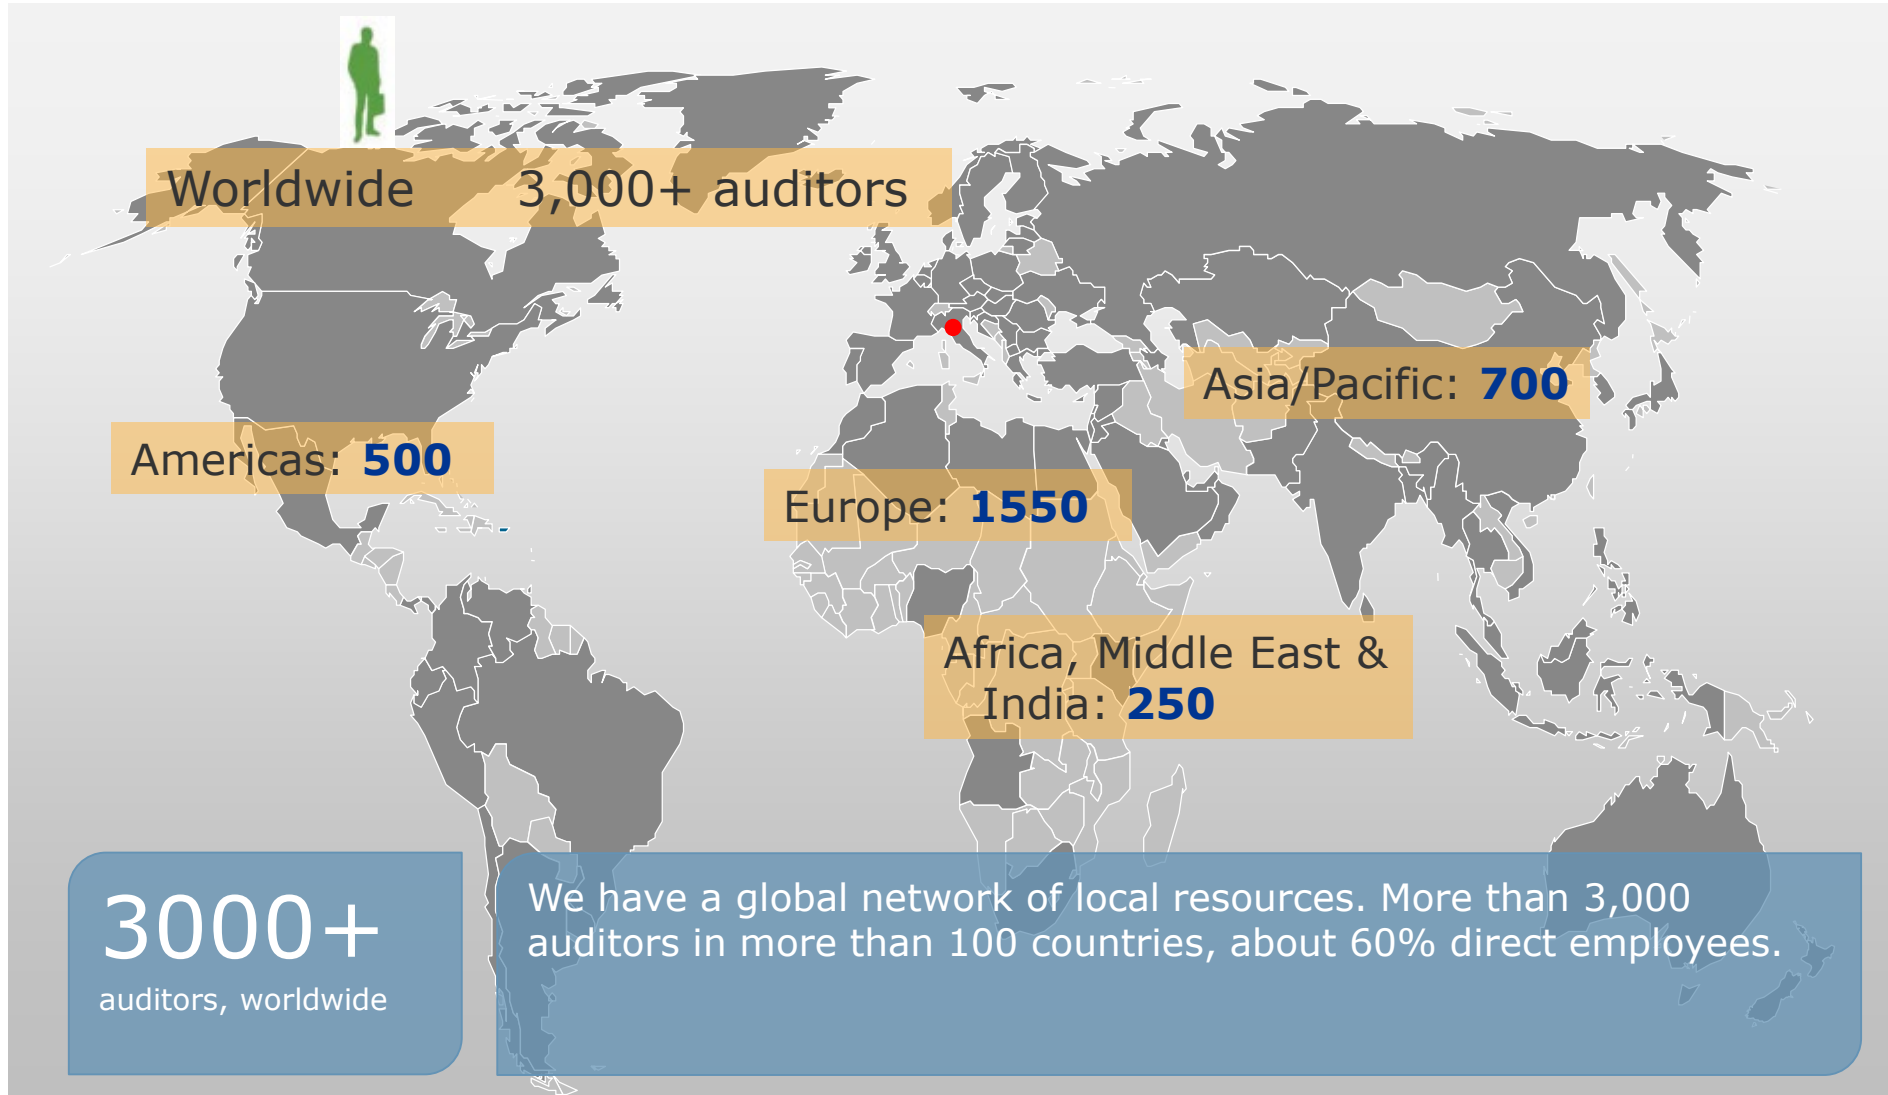 Worldwide 3,000+ auditors
Asia/Pacific: 700
Americas: 500
Europe: 1550
Africa, Middle East &
India: 250
3000+
auditors, worldwide
We have a global network of local resources. More than 3,000
auditors in more than 100 countries, about 60% direct employees.